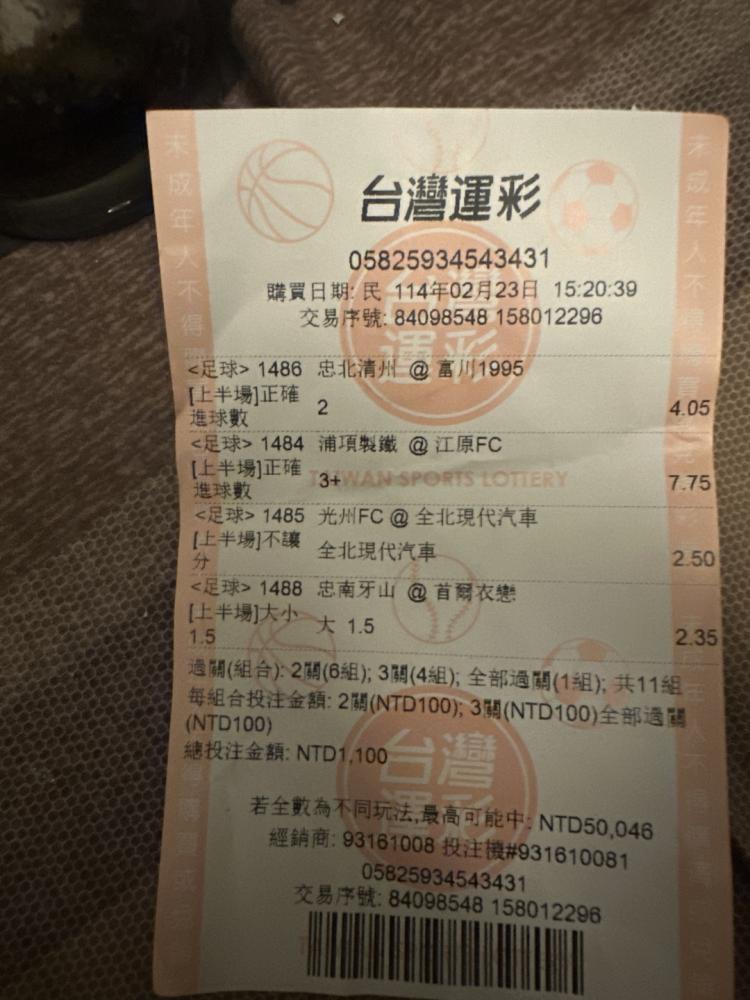 台灣運彩
05825934543431
購買日期: 民 114年02月23日 15:20:39
交易序號: 84098548 158012296
<足球> 1486 忠北清州 @ 富川1995
[上半場]正確進球數 2 4.05
<足球> 1484 浦項製鐵 @ 江原FC
[上半場]正確進球數 3+ 7.75
TAIWAN SPORTS LOTTERY
<足球> 1485 光州FC @ 全北現代汽車
[上半場]不讓分 全北現代汽車 2.50
<足球> 1488 忠南牙山 @ 首爾衣戀
[上半場]大小 1.5 大 1.5 2.35
過關(組合): 2關(6組); 3關(4組); 全部過關(1組); 共11組
每組合投注金額: 2關(NTD100); 3關(NTD100)全部過關
(NTD100)
總投注金額: NTD1,100
若全數為不同玩法,最高可能中: NTD50,046
經銷商: 93161008 投注機#931610081
05825934543431
交易序號: 84098548 158012296
台灣運彩
台灣運彩
未成年人不得
未成年人不得